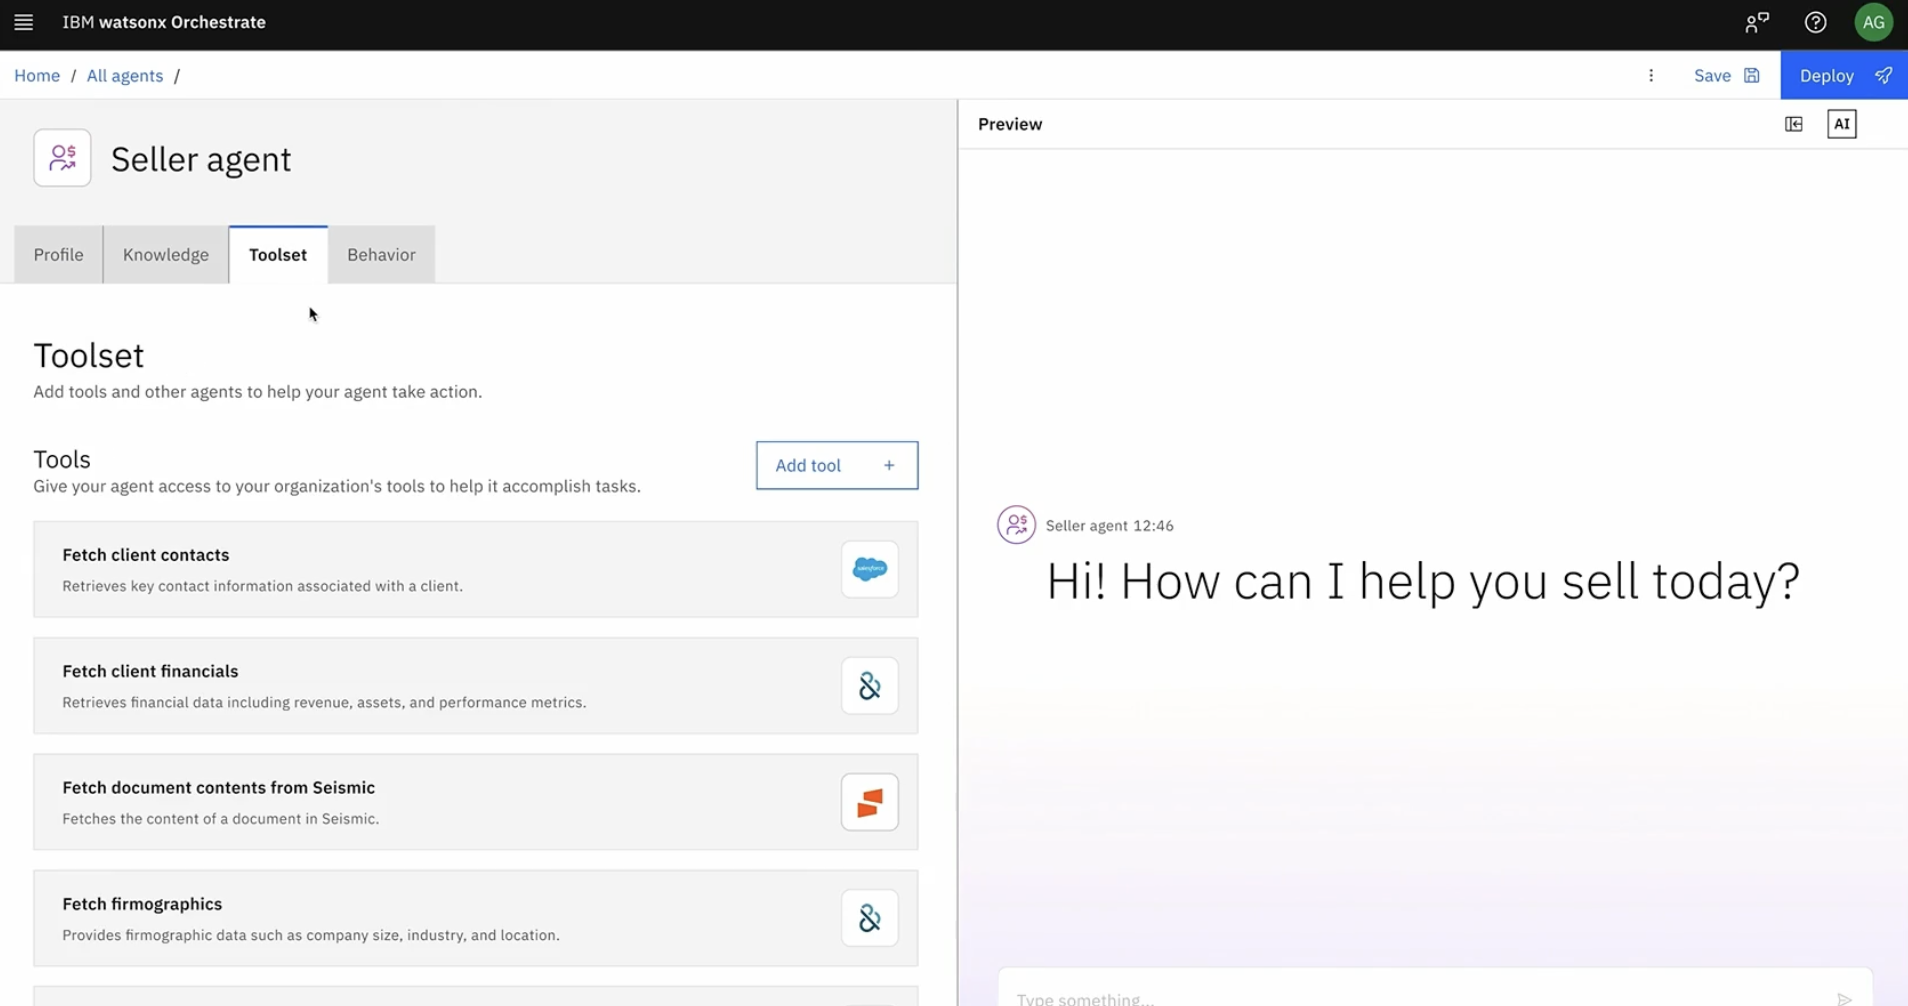 IBM watsonx Orchestrate
AG
Home / All agents /
Save
Deploy
Seller agent
Profile
Knowledge
Toolset
Behavior
Toolset
Add tools and other agents to help your agent take action.
Tools
Give your agent access to your organization's tools to help it accomplish tasks.
Add tool +
Fetch client contacts
Retrieves key contact information associated with a client.
salesforce
Fetch client financials
Retrieves financial data including revenue, assets, and performance metrics.
Fetch document contents from Seismic
Fetches the content of a document in Seismic.
Fetch firmographics
Provides firmographic data such as company size, industry, and location.
Preview
AI
Seller agent 12:46
Hi! How can I help you sell today?
Type something...